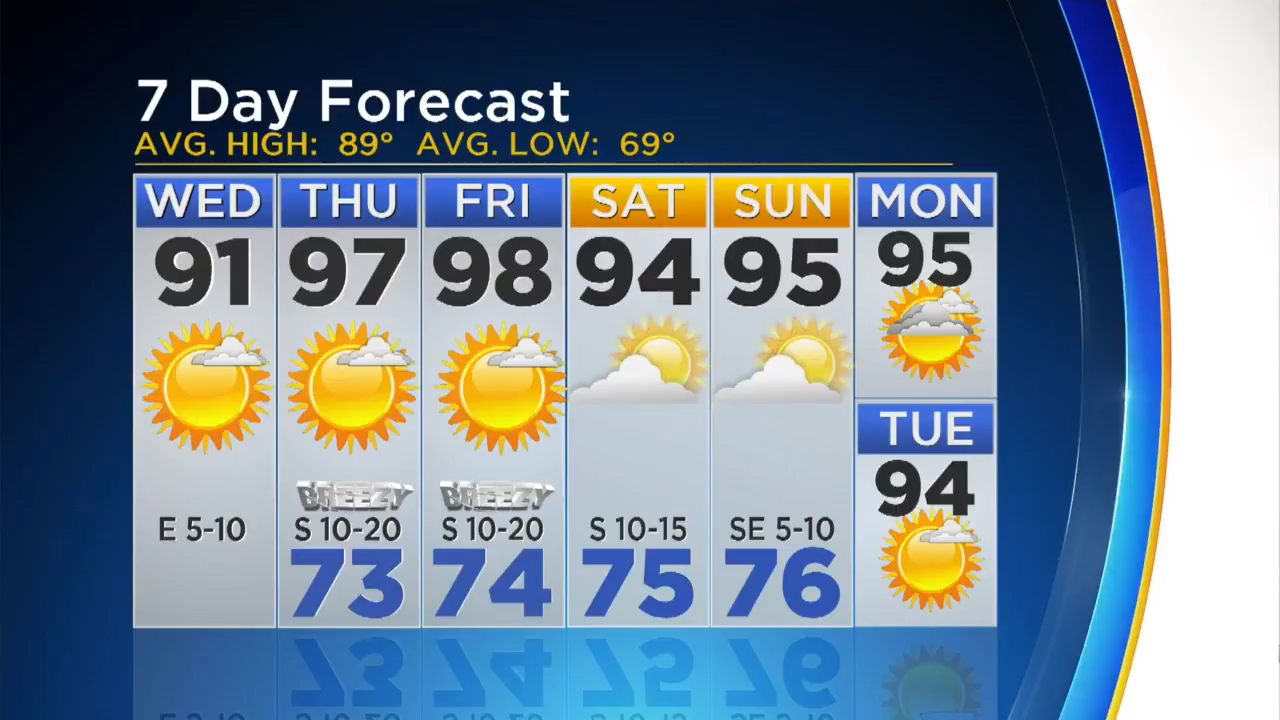 7 Day Forecast
AVG. HIGH: 89° AVG. LOW: 69°
WED THU FRI SAT SUN MON
91 97 98 94 95 95
TUE
94
BREEZY BREEZY
E 5-10 S 10-20 S 10-20 S 10-15 SE 5-10
73 74 75 76